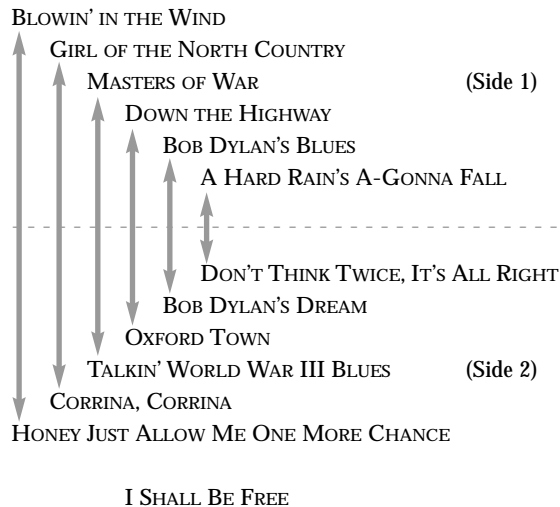 Blowin' in the Wind
Girl of the North Country
Masters of War (Side 1)
Down the Highway
Bob Dylan's Blues
A Hard Rain's A-Gonna Fall
Don't Think Twice, It's All Right
Bob Dylan's Dream
Oxford Town
Talkin' World War III Blues (Side 2)
Corrina, Corrina
Honey Just Allow Me One More Chance
I Shall Be Free